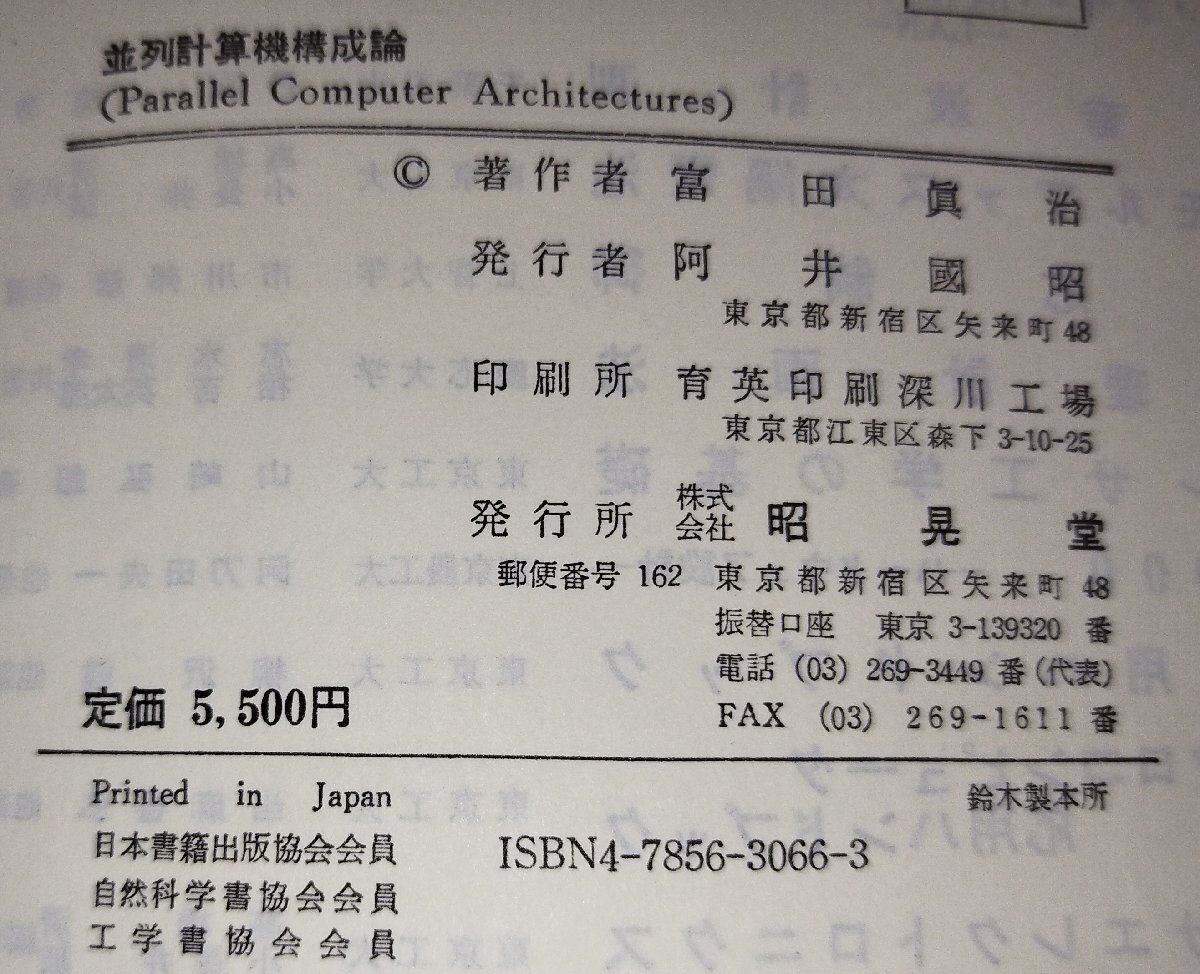 並列計算機構成論
(Parallel Computer Architectures)
© 著作者 富田眞治
発行者 阿井國昭
東京都新宿区矢来町48
印刷所 育英印刷深川工場
東京都江東区森下3-10-25
発行所 株式会社 昭晃堂
郵便番号 162 東京都新宿区矢来町48
振替口座 東京 3-139320 番
電話 (03) 269-3449 番(代表)
定価 5,500円
FAX (03) 269-1611 番
Printed in Japan
鈴木製本所
日本書籍出版協会会員
ISBN4-7856-3066-3
自然科学書協会会員
工学書協会会員